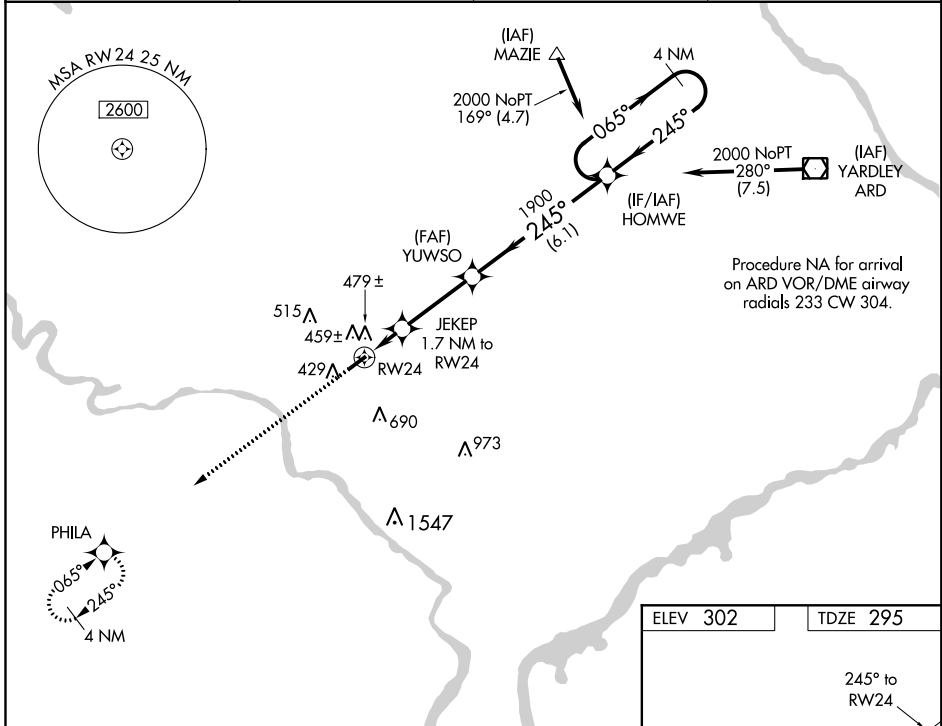 MSA RW 24 25 NM
2600
(IAF)
MAZIE
4 NM
2000 NoPT
169° (4.7)
065°
245°
2000 NoPT
280°
(7.5)
(IAF)
YARDLEY
ARD
(IF/IAF)
HOMWE
1900
245°
(6.1)
(FAF)
YUWSO
Procedure NA for arrival
on ARD VOR/DME airway
radials 233 CW 304.
479±
515
459±
JEKEP
1.7 NM to
RW24
429
RW24
690
973
1547
PHILA
065°
245°
4 NM
ELEV 302
TDZE 295
245° to
RW24